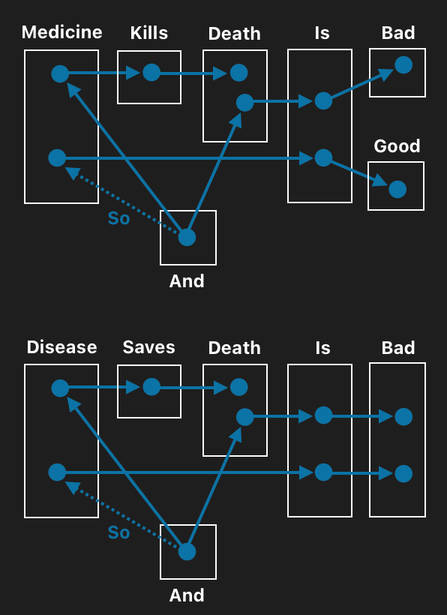 Medicine Kills Death Is Bad
Good
So
And
Disease Saves Death Is Bad
So
And